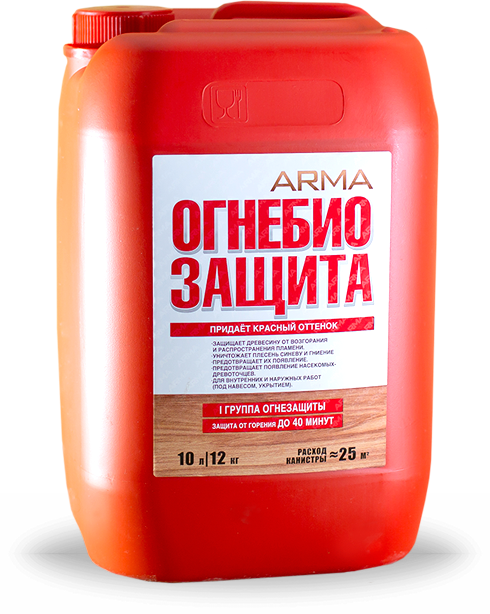 ARMA
ОГНЕБИО
ЗАЩИТА
ПРИДАЁТ КРАСНЫЙ ОТТЕНОК
·ЗАЩИЩАЕТ ДРЕВЕСИНУ ОТ ВОЗГОРАНИЯ
И РАСПРОСТРАНЕНИЯ ПЛАМЕНИ.
·УНИЧТОЖАЕТ ПЛЕСЕНЬ СИНЕВУ И ГНИЕНИЕ
·ПРЕДОТВРАЩАЕТ ИХ ПОЯВЛЕНИЕ.
·ПРЕДОТВРАЩАЕТ ПОЯВЛЕНИЕ НАСЕКОМЫХ-
ДРЕВОТОЧЦЕВ.
ДЛЯ ВНУТРЕННИХ И НАРУЖНЫХ РАБОТ
(ПОД НАВЕСОМ, УКРЫТИЕМ).
I ГРУППА ОГНЕЗАЩИТЫ
ЗАЩИТА ОТ ГОРЕНИЯ ДО 40 МИНУТ
10 л|12 кг
РАСХОД
КАНИСТРЫ ≈25 м²